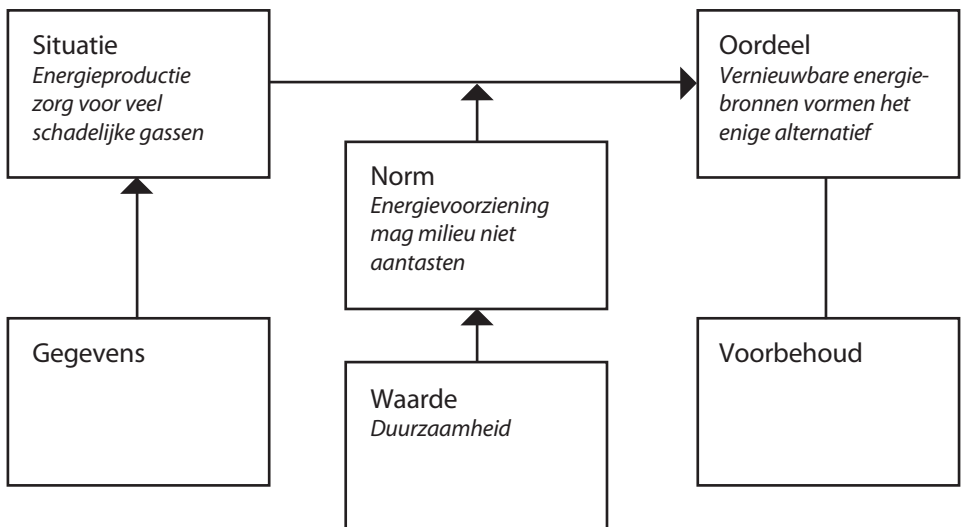 Situatie
Energieproductie
zorg voor veel
schadelijke gassen
Oordeel
Vernieuwbare energie-
bronnen vormen het
enige alternatief
Norm
Energievoorziening
mag milieu niet
aantasten
Gegevens
Waarde
Duurzaamheid
Voorbehoud